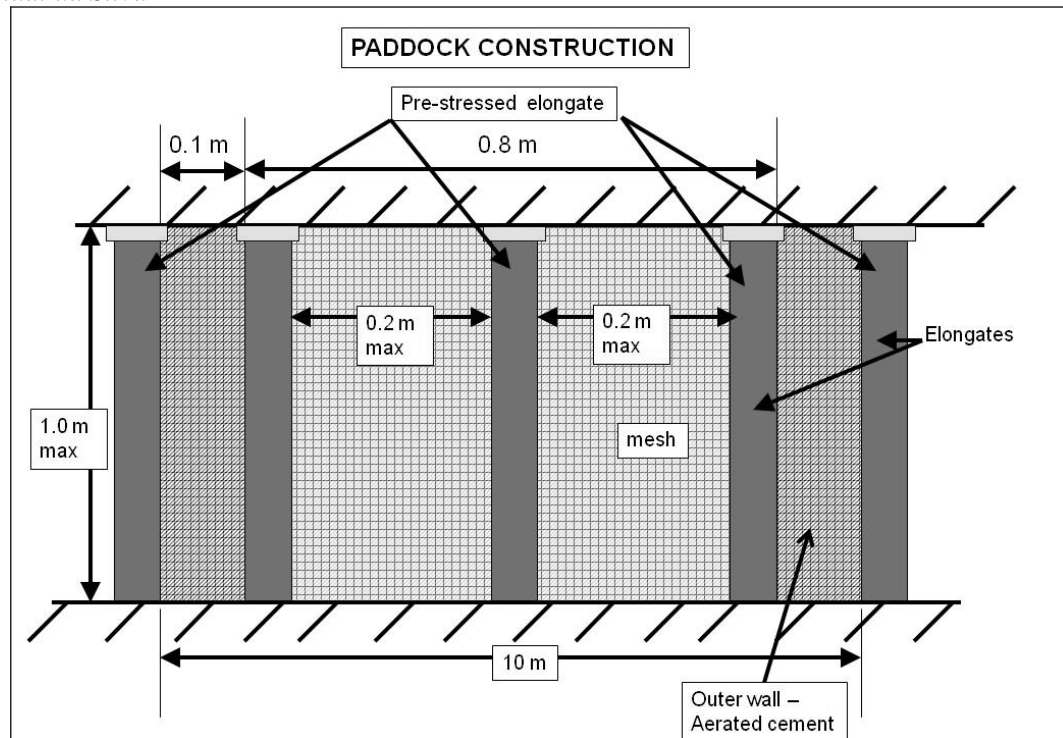 PADDOCK CONSTRUCTION
Pre-stressed elongate
0.1 m
0.8 m
0.2 m
max
0.2 m
max
Elongates
1.0 m
max
mesh
10 m
Outer wall –
Aerated cement